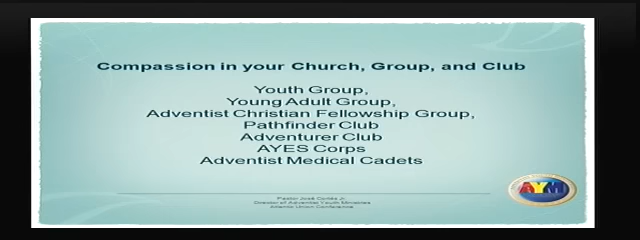 Compassion in your Church, Group, and Club
Youth Group,
Young Adult Group,
Adventist Christian Fellowship Group,
Pathfinder Club
Adventurer Club
AYES Corps
Adventist Medical Cadets
AYM
Pastor José Cortés Jr.
Director of Adventist Youth Ministries
Atlantic Union Conference